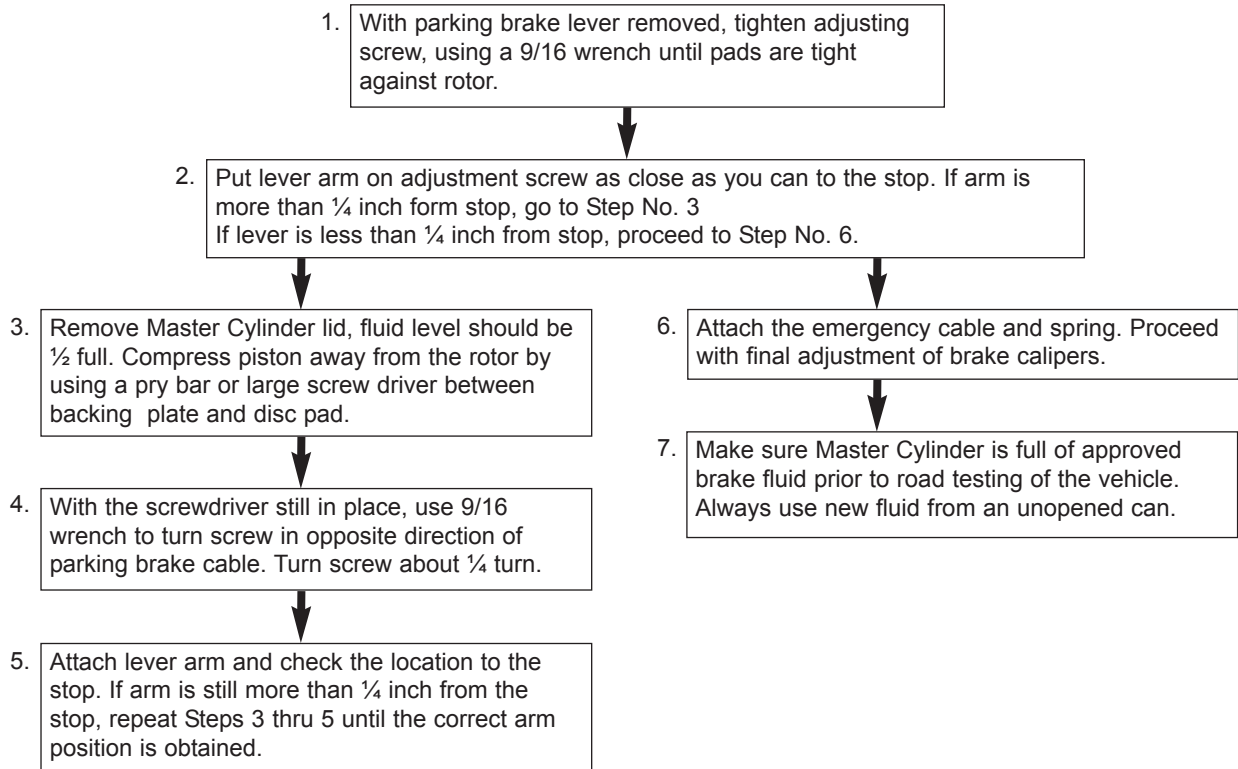 1. With parking brake lever removed, tighten adjusting
screw, using a 9/16 wrench until pads are tight
against rotor.
2. Put lever arm on adjustment screw as close as you can to the stop. If arm is
more than ¼ inch form stop, go to Step No. 3
If lever is less than ¼ inch from stop, proceed to Step No. 6.
3. Remove Master Cylinder lid, fluid level should be
½ full. Compress piston away from the rotor by
using a pry bar or large screw driver between
backing plate and disc pad.
4. With the screwdriver still in place, use 9/16
wrench to turn screw in opposite direction of
parking brake cable. Turn screw about ¼ turn.
5. Attach lever arm and check the location to the
stop. If arm is still more than ¼ inch from the
stop, repeat Steps 3 thru 5 until the correct arm
position is obtained.
6. Attach the emergency cable and spring. Proceed
with final adjustment of brake calipers.
7. Make sure Master Cylinder is full of approved
brake fluid prior to road testing of the vehicle.
Always use new fluid from an unopened can.